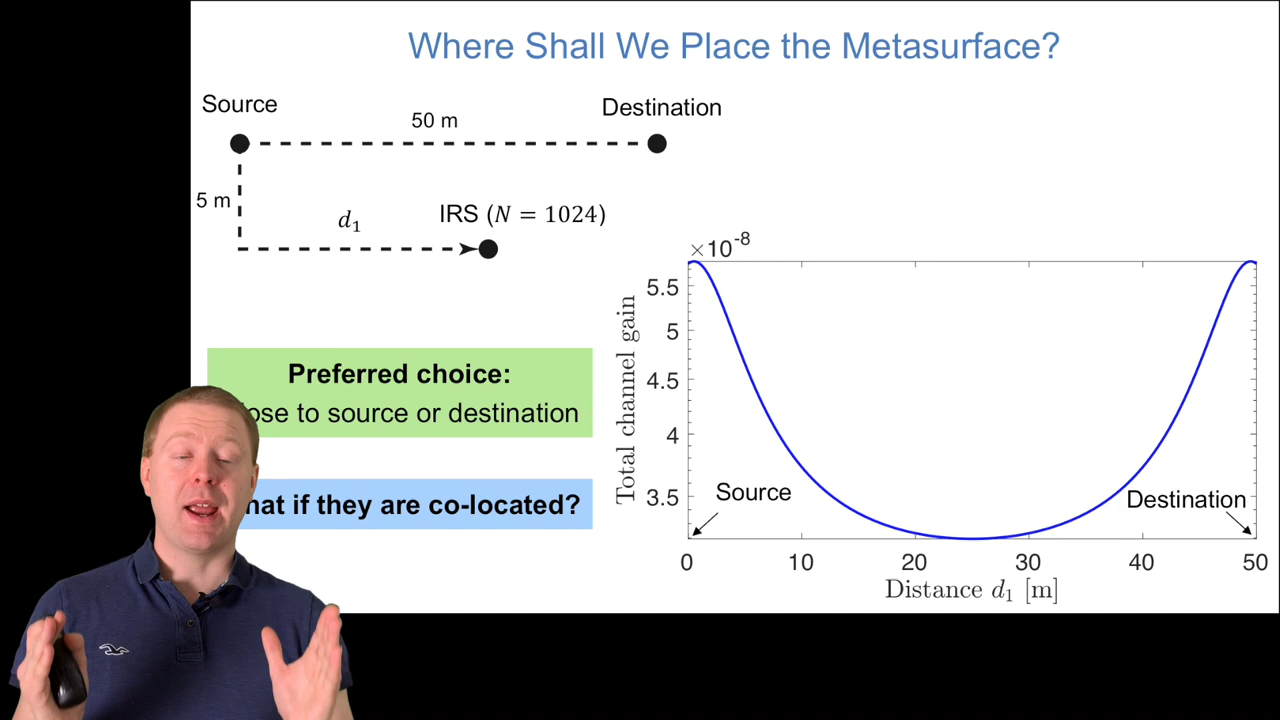 Where Shall We Place the Metasurface?
Source
Destination
50 m
5 m
d₁
IRS (N = 1024)
Preferred choice:
to source or destination
if they are co-located?
×10⁻⁸
5.5
5
4.5
4
3.5
Total channel gain
Source
Destination
0
10
20
30
40
50
Distance d₁ [m]